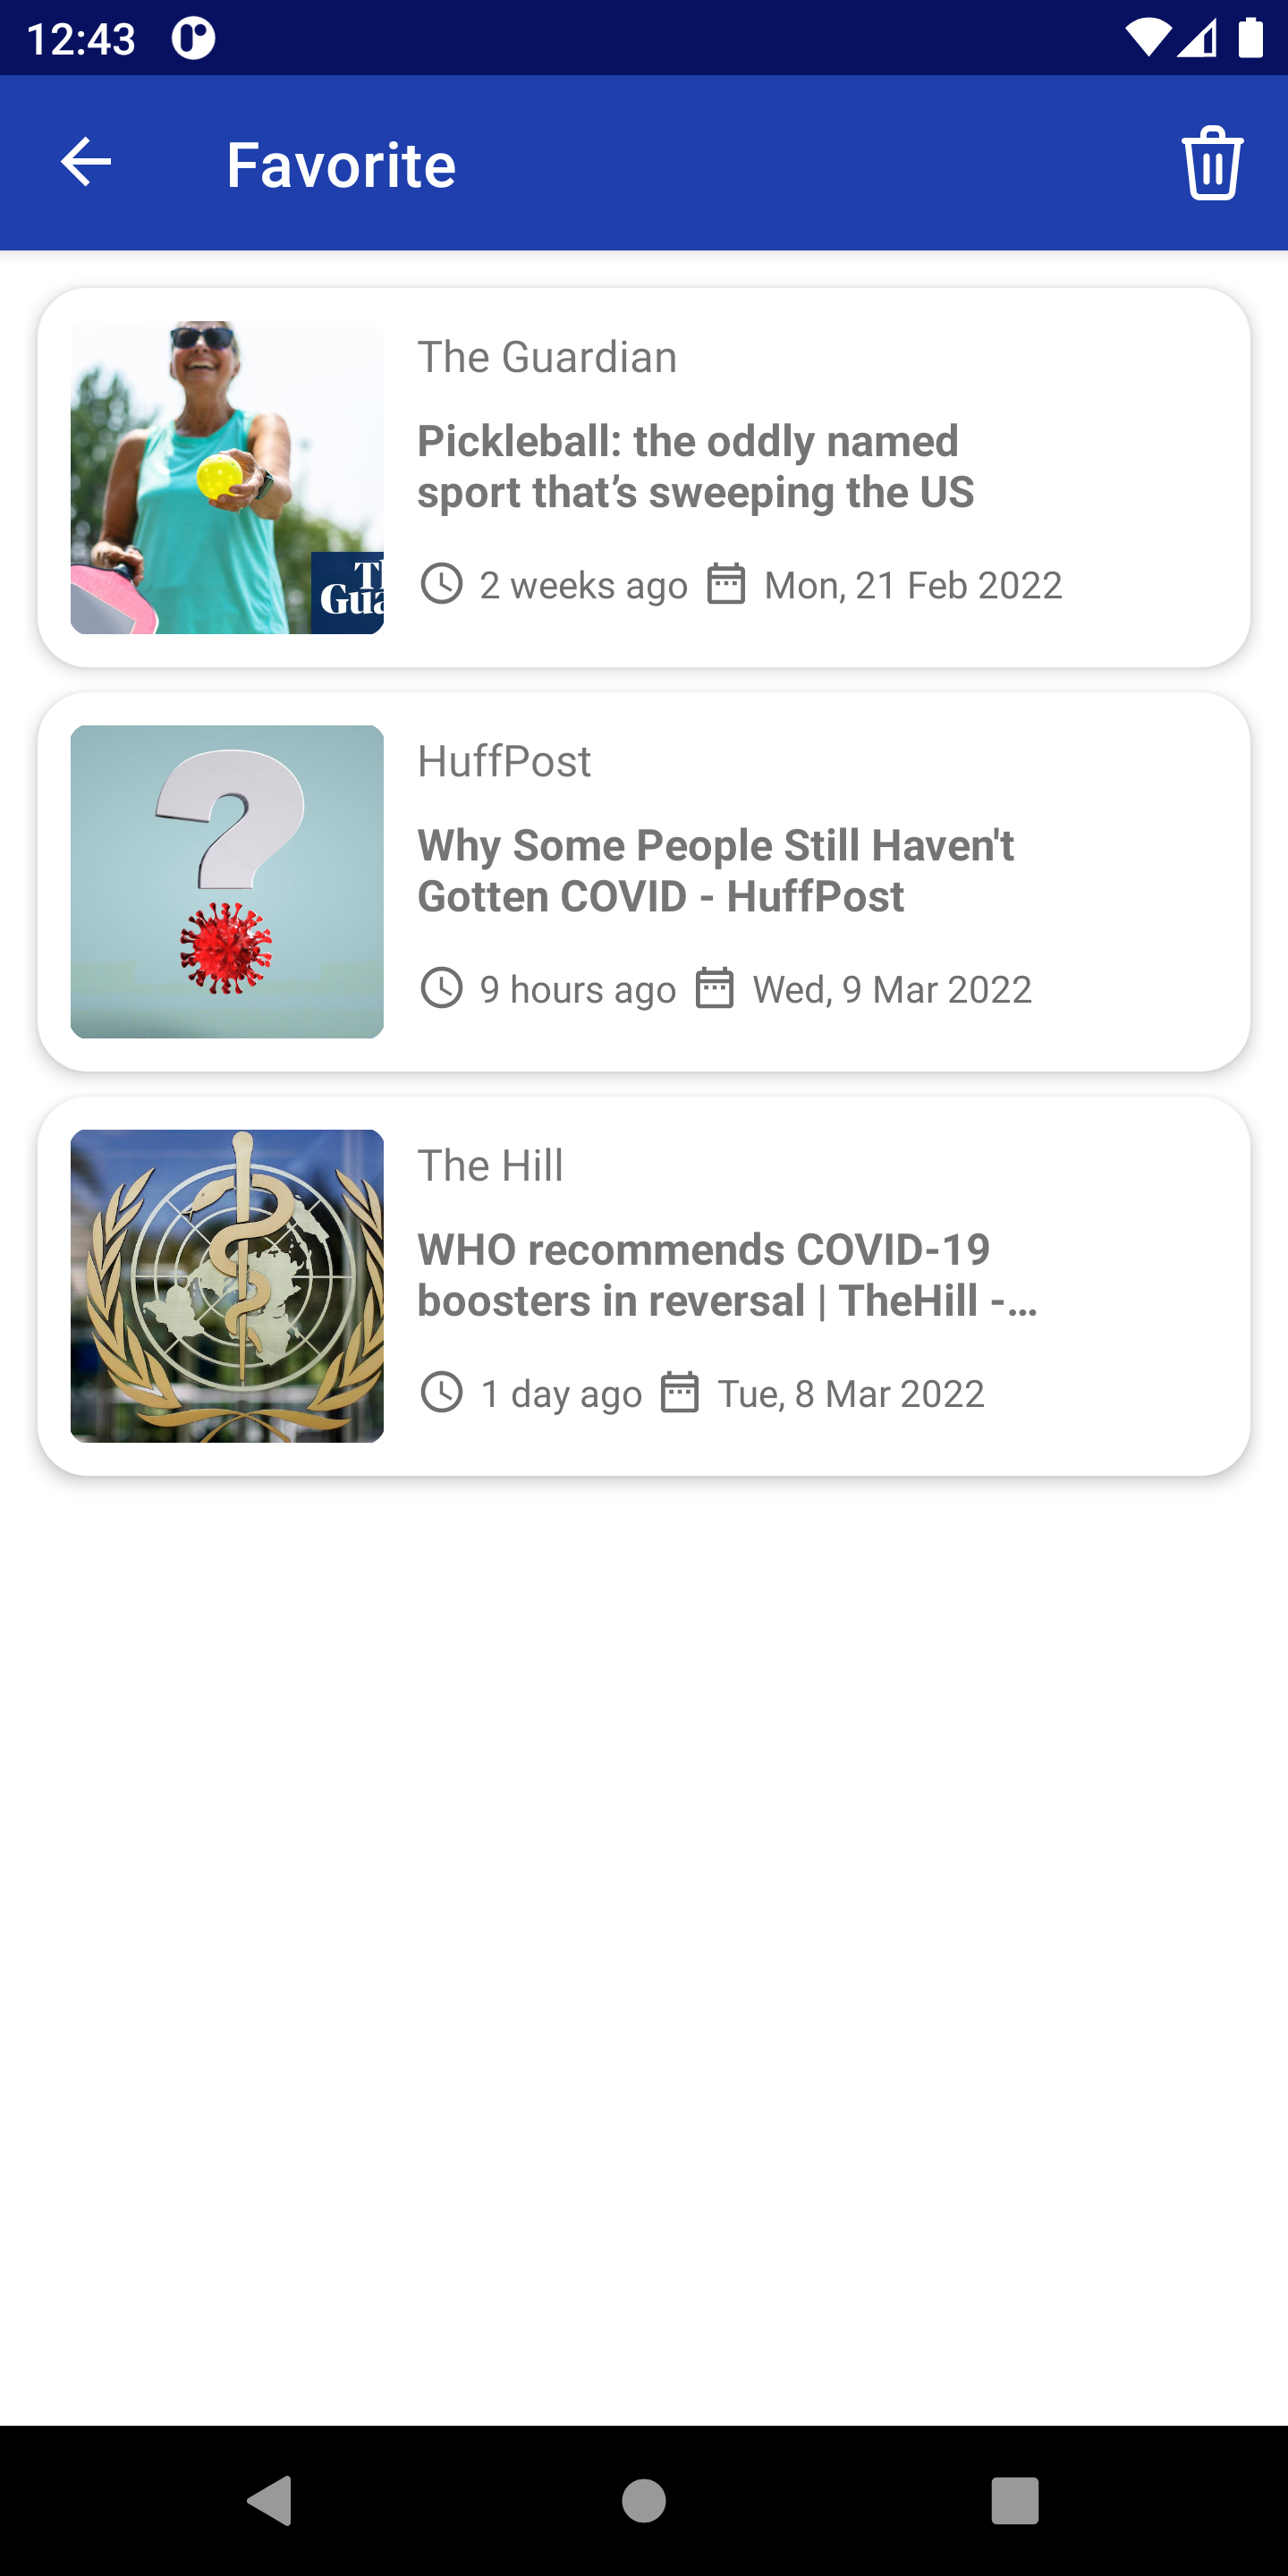 12:43
Favorite
The Guardian
Pickleball: the oddly named
sport that’s sweeping the US
2 weeks ago Mon, 21 Feb 2022
Th
Gua
HuffPost
Why Some People Still Haven't
Gotten COVID - HuffPost
9 hours ago Wed, 9 Mar 2022
The Hill
WHO recommends COVID-19
boosters in reversal | TheHill -…
1 day ago Tue, 8 Mar 2022